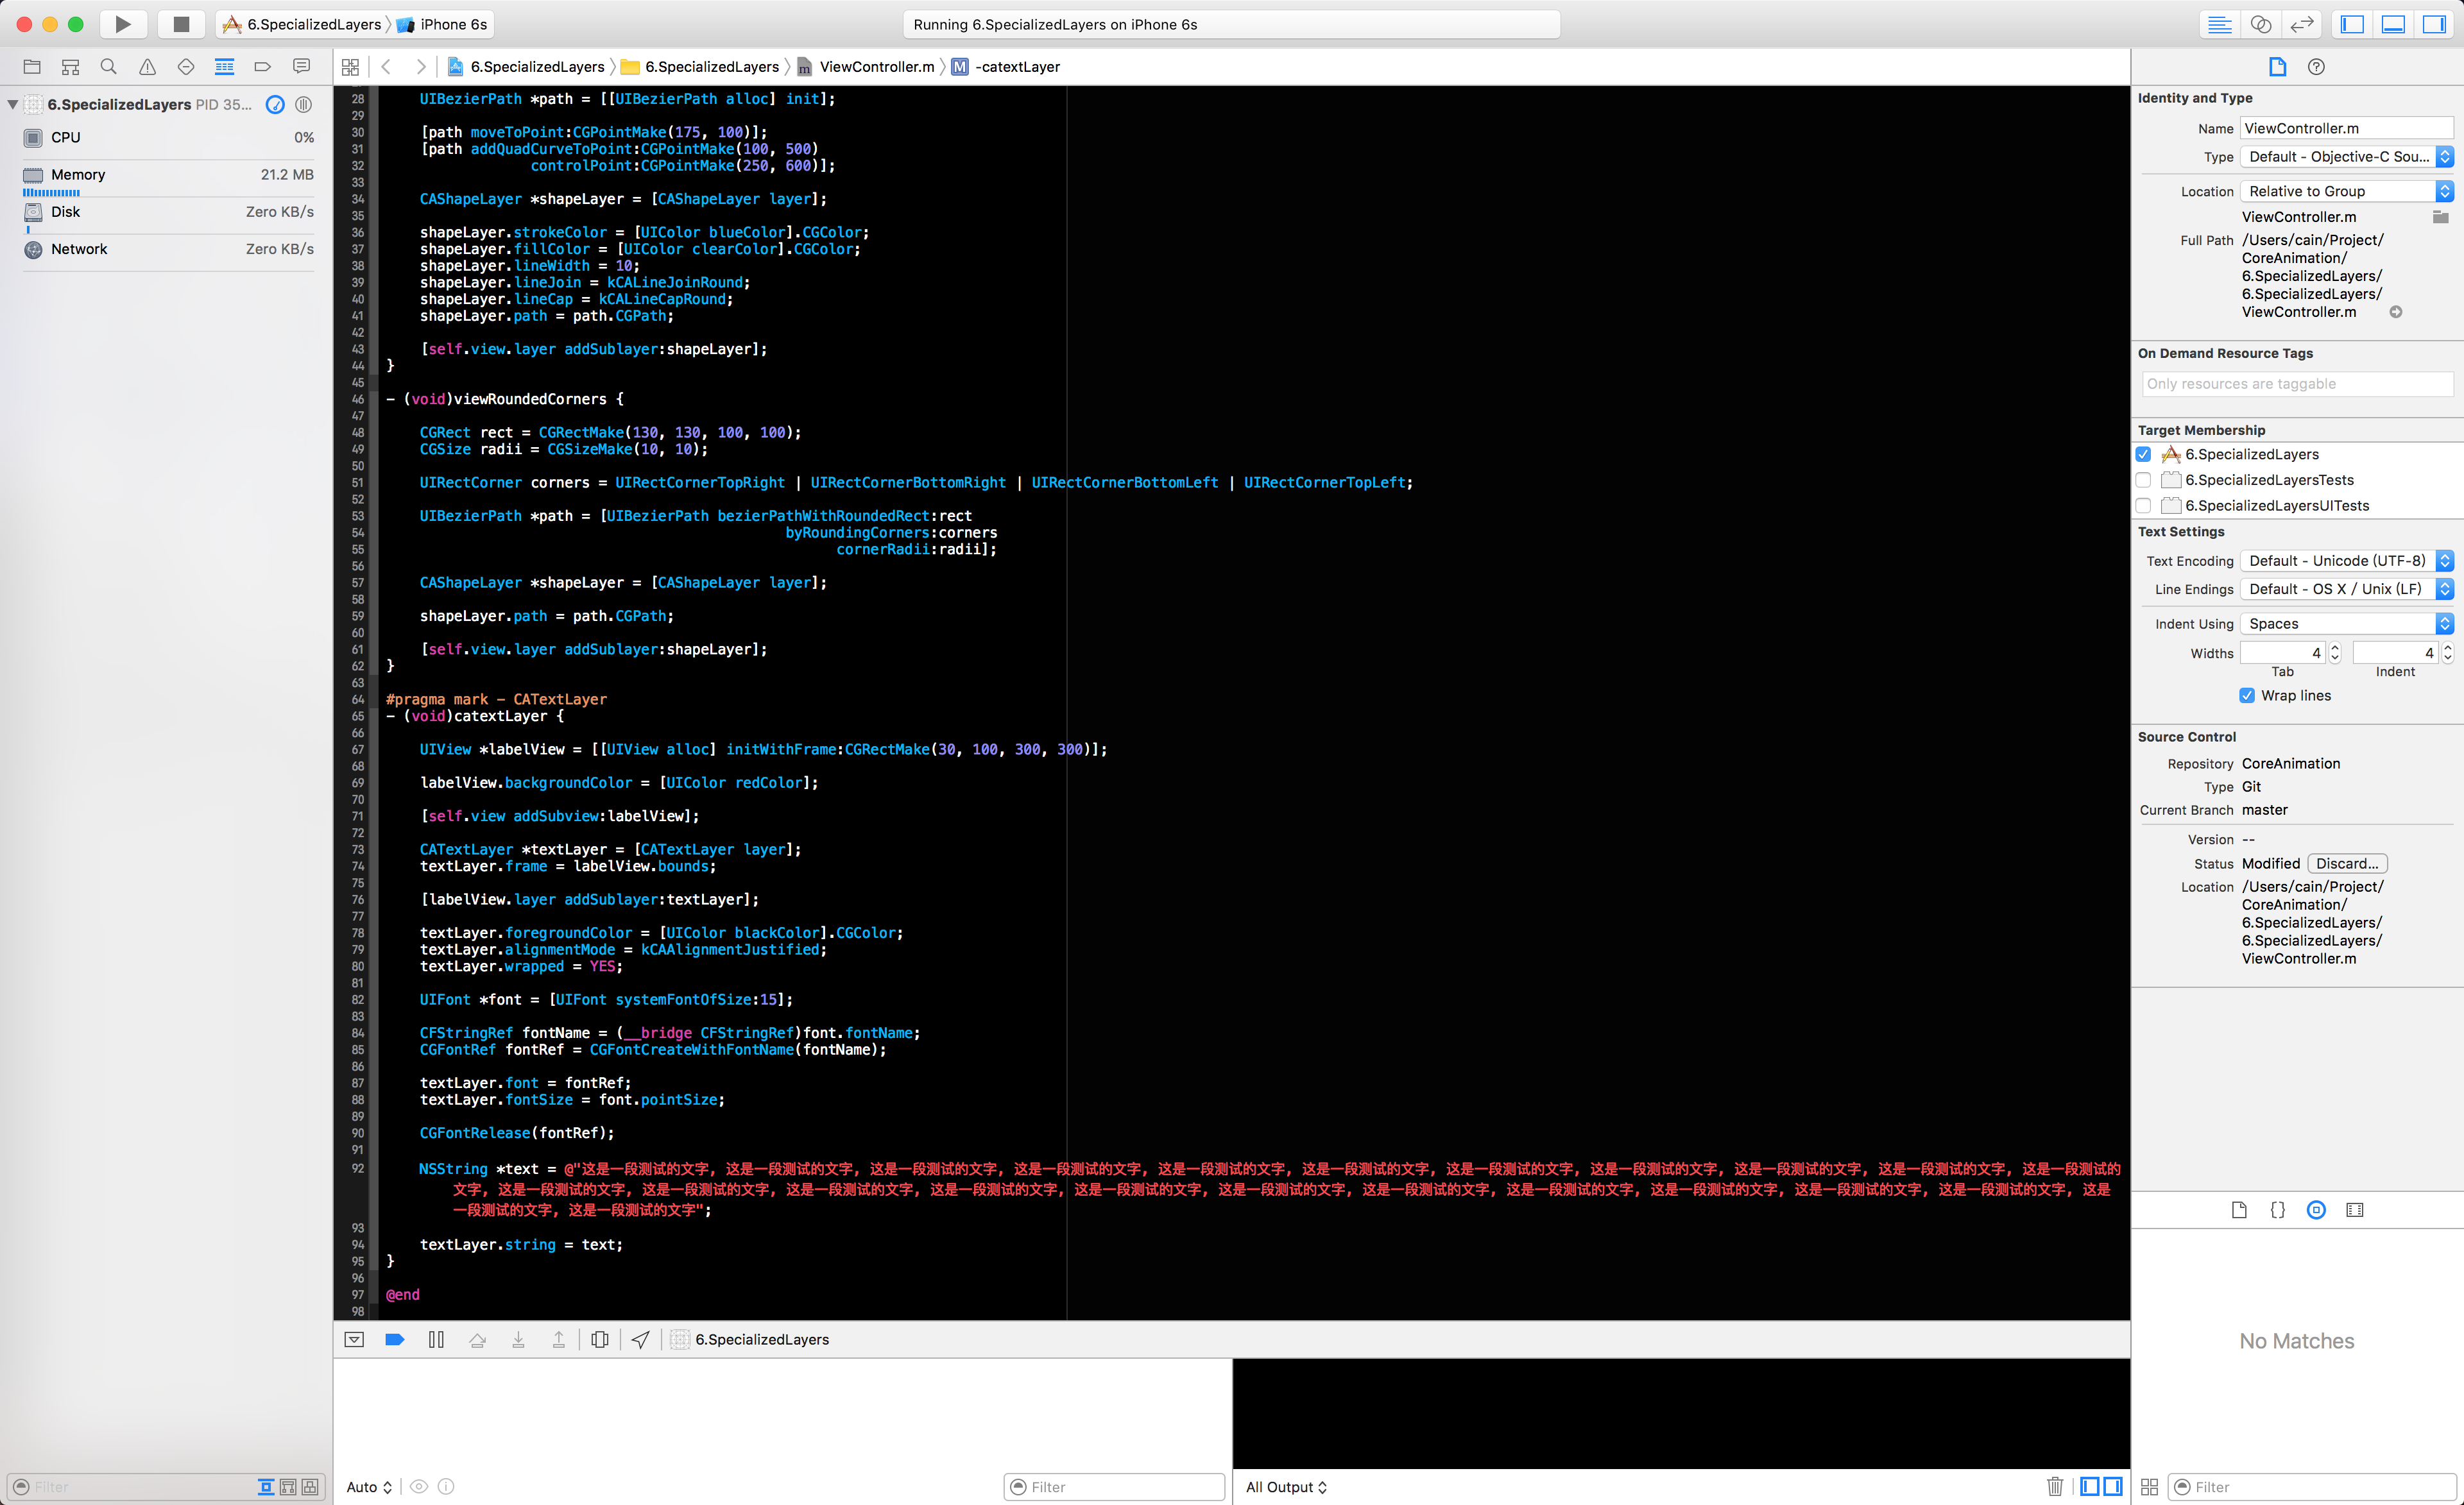 6.SpecializedLayers
iPhone 6s
Running 6.SpecializedLayers on iPhone 6s
6.SpecializedLayers
6.SpecializedLayers
ViewController.m
M
-catextLayer
6.SpecializedLayers PID 35...
CPU 0%
Memory 21.2 MB
Disk Zero KB/s
Network Zero KB/s
Filter
28 UIBezierPath *path = [[UIBezierPath alloc] init];
29
30 [path moveToPoint:CGPointMake(175, 100)];
31 [path addQuadCurveToPoint:CGPointMake(100, 500)
32 controlPoint:CGPointMake(250, 600)];
33
34 CAShapeLayer *shapeLayer = [CAShapeLayer layer];
35
36 shapeLayer.strokeColor = [UIColor blueColor].CGColor;
37 shapeLayer.fillColor = [UIColor clearColor].CGColor;
38 shapeLayer.lineWidth = 10;
39 shapeLayer.lineJoin = kCALineJoinRound;
40 shapeLayer.lineCap = kCALineCapRound;
41 shapeLayer.path = path.CGPath;
42
43 [self.view.layer addSublayer:shapeLayer];
44 }
45
46 - (void)viewRoundedCorners {
47
48 CGRect rect = CGRectMake(130, 130, 100, 100);
49 CGSize radii = CGSizeMake(10, 10);
50
51 UIRectCorner corners = UIRectCornerTopRight | UIRectCornerBottomRight | UIRectCornerBottomLeft | UIRectCornerTopLeft;
52
53 UIBezierPath *path = [UIBezierPath bezierPathWithRoundedRect:rect
54 byRoundingCorners:corners
55 cornerRadii:radii];
56
57 CAShapeLayer *shapeLayer = [CAShapeLayer layer];
58
59 shapeLayer.path = path.CGPath;
60
61 [self.view.layer addSublayer:shapeLayer];
62 }
63
64 #pragma mark - CATextLayer
65 - (void)catextLayer {
66
67 UIView *labelView = [[UIView alloc] initWithFrame:CGRectMake(30, 100, 300, 300)];
68
69 labelView.backgroundColor = [UIColor redColor];
70
71 [self.view addSubview:labelView];
72
73 CATextLayer *textLayer = [CATextLayer layer];
74 textLayer.frame = labelView.bounds;
75
76 [labelView.layer addSublayer:textLayer];
77
78 textLayer.foregroundColor = [UIColor blackColor].CGColor;
79 textLayer.alignmentMode = kCAAlignmentJustified;
80 textLayer.wrapped = YES;
81
82 UIFont *font = [UIFont systemFontOfSize:15];
83
84 CFStringRef fontName = (__bridge CFStringRef)font.fontName;
85 CGFontRef fontRef = CGFontCreateWithFontName(fontName);
86
87 textLayer.font = fontRef;
88 textLayer.fontSize = font.pointSize;
89
90 CGFontRelease(fontRef);
91
92 NSString *text = @"这是一段测试的文字, 这是一段测试的文字, 这是一段测试的文字, 这是一段测试的文字, 这是一段测试的文字, 这是一段测试的文字, 这是一段测试的文字, 这是一段测试的文字, 这是一段测试的文字, 这是一段测试的文字, 这是一段测试的
文字, 这是一段测试的文字, 这是一段测试的文字, 这是一段测试的文字, 这是一段测试的文字, 这是一段测试的文字, 这是一段测试的文字, 这是一段测试的文字, 这是一段测试的文字, 这是一段测试的文字, 这是一段测试的文字, 这是一段测试的文字, 这是
一段测试的文字, 这是一段测试的文字";
93
94 textLayer.string = text;
95 }
96
97 @end
98
6.SpecializedLayers
Auto
Filter
All Output
Identity and Type
Name ViewController.m
Type Default - Objective-C Sou...
Location Relative to Group
ViewController.m
Full Path /Users/cain/Project/
CoreAnimation/
6.SpecializedLayers/
6.SpecializedLayers/
ViewController.m
On Demand Resource Tags
Only resources are taggable
Target Membership
6.SpecializedLayers
6.SpecializedLayersTests
6.SpecializedLayersUITests
Text Settings
Text Encoding Default - Unicode (UTF-8)
Line Endings Default - OS X / Unix (LF)
Indent Using Spaces
Widths 4 4
Tab Indent
Wrap lines
Source Control
Repository CoreAnimation
Type Git
Current Branch master
Version --
Status Modified Discard...
Location /Users/cain/Project/
CoreAnimation/
6.SpecializedLayers/
6.SpecializedLayers/
ViewController.m
No Matches
Filter